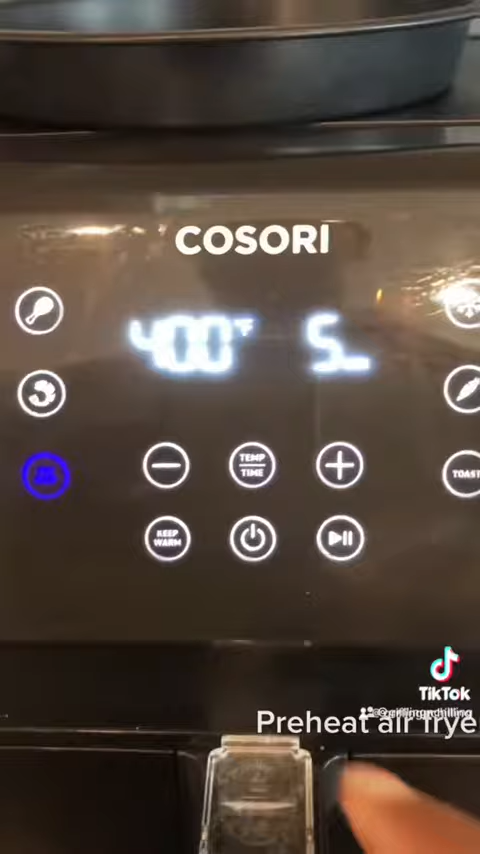 COSORI
400°F 5
TEMP
TIME
TOAST
KEEP
WARM
TikTok
Preheat air frye